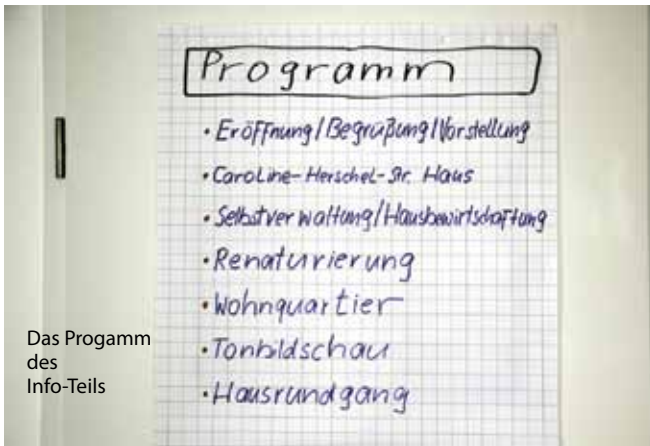 Programm
• Eröffnung/Begrüßung/Vorstellung
• Caroline-Herschel-Str. Haus
• Selbstverwaltung/Hausbewirtschaftung
• Renaturierung
• Wohnquartier
• Tonbildschau
• Hausrundgang
Das Progamm
des
Info-Teils